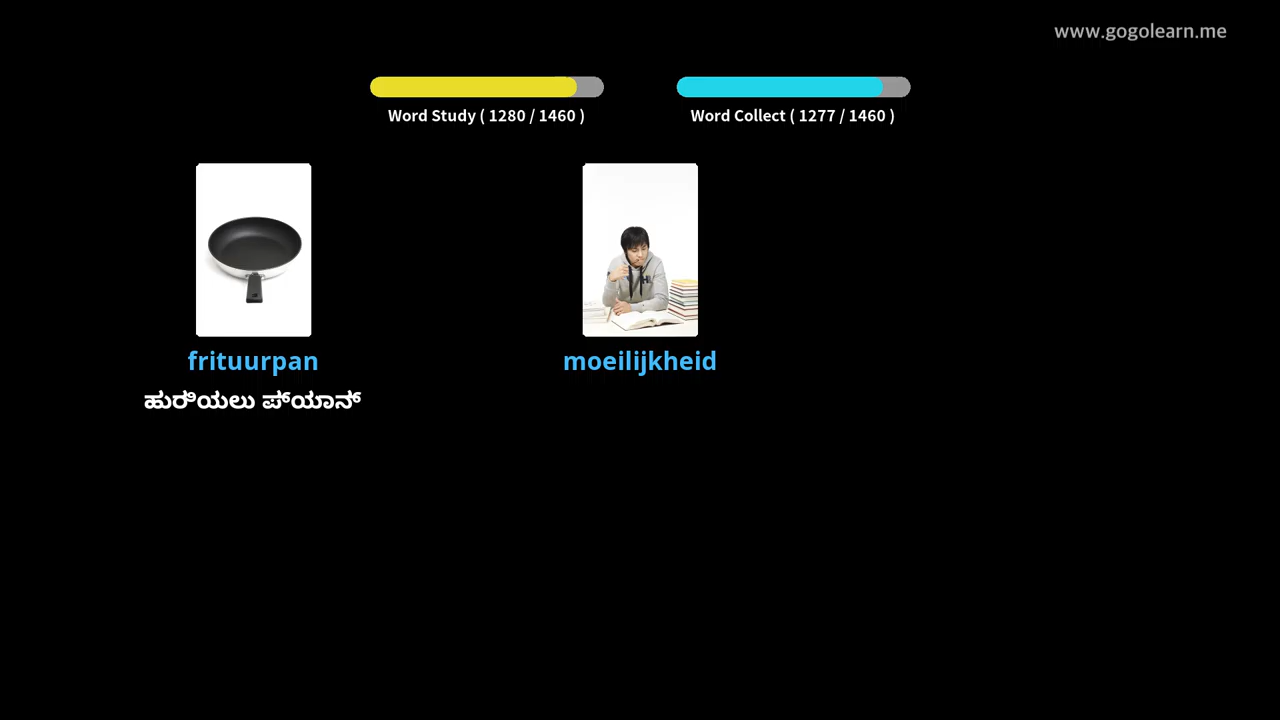 www.gogolearn.me
Word Study ( 1280 / 1460 )
Word Collect ( 1277 / 1460 )
frituurpan
moeilijkheid
ಹುರಿಯಲು ಪ್ಯಾನ್